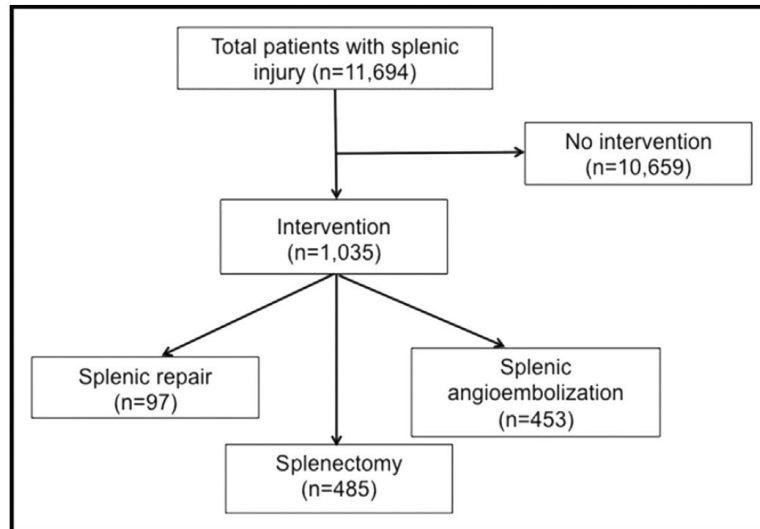 Total patients with splenic
injury (n=11,694)
No intervention
(n=10,659)
Intervention
(n=1,035)
Splenic repair
(n=97)
Splenectomy
(n=485)
Splenic
angioembolization
(n=453)